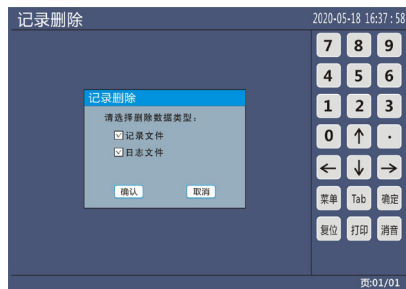 记录删除
2020-05-18 16:37:58
7 8 9
4 5 6
1 2 3
0 ↑ ·
← ↓ →
菜单 Tab 确定
复位 打印 消音
记录删除
请选择删除数据类型:
记录文件
日志文件
确认 取消
页:01/01